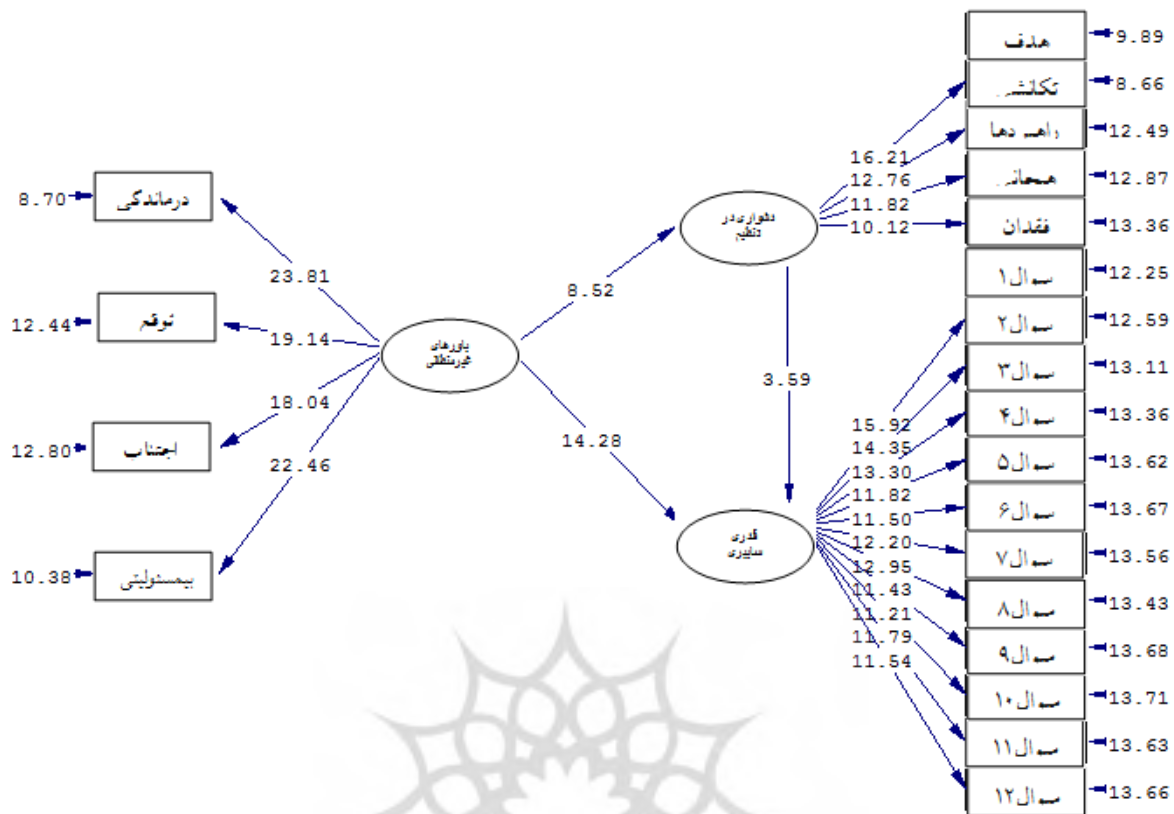 هدف
9.89
تکانشی
8.66
راهبردها
12.49
هیجانی
12.87
فقدان
13.36
سوال۱
12.25
سوال۲
12.59
سوال۳
13.11
سوال۴
13.36
سوال۵
13.62
سوال۶
13.67
سوال۷
13.56
سوال۸
13.43
سوال۹
13.68
سوال۱۰
13.71
سوال۱۱
13.63
سوال۱۲
13.66
16.21
12.76
11.82
10.12
دشواری در
تنظیم
8.52
3.59
14.28
باورهای
غیرمنطقی
قلدری
سایبری
15.92
14.35
13.30
11.82
11.50
12.20
12.95
11.43
11.21
11.79
11.54
23.81
19.14
18.04
22.46
درماندگی
8.70
توقع
12.44
اجتناب
12.80
بیمسئولیتی
10.38